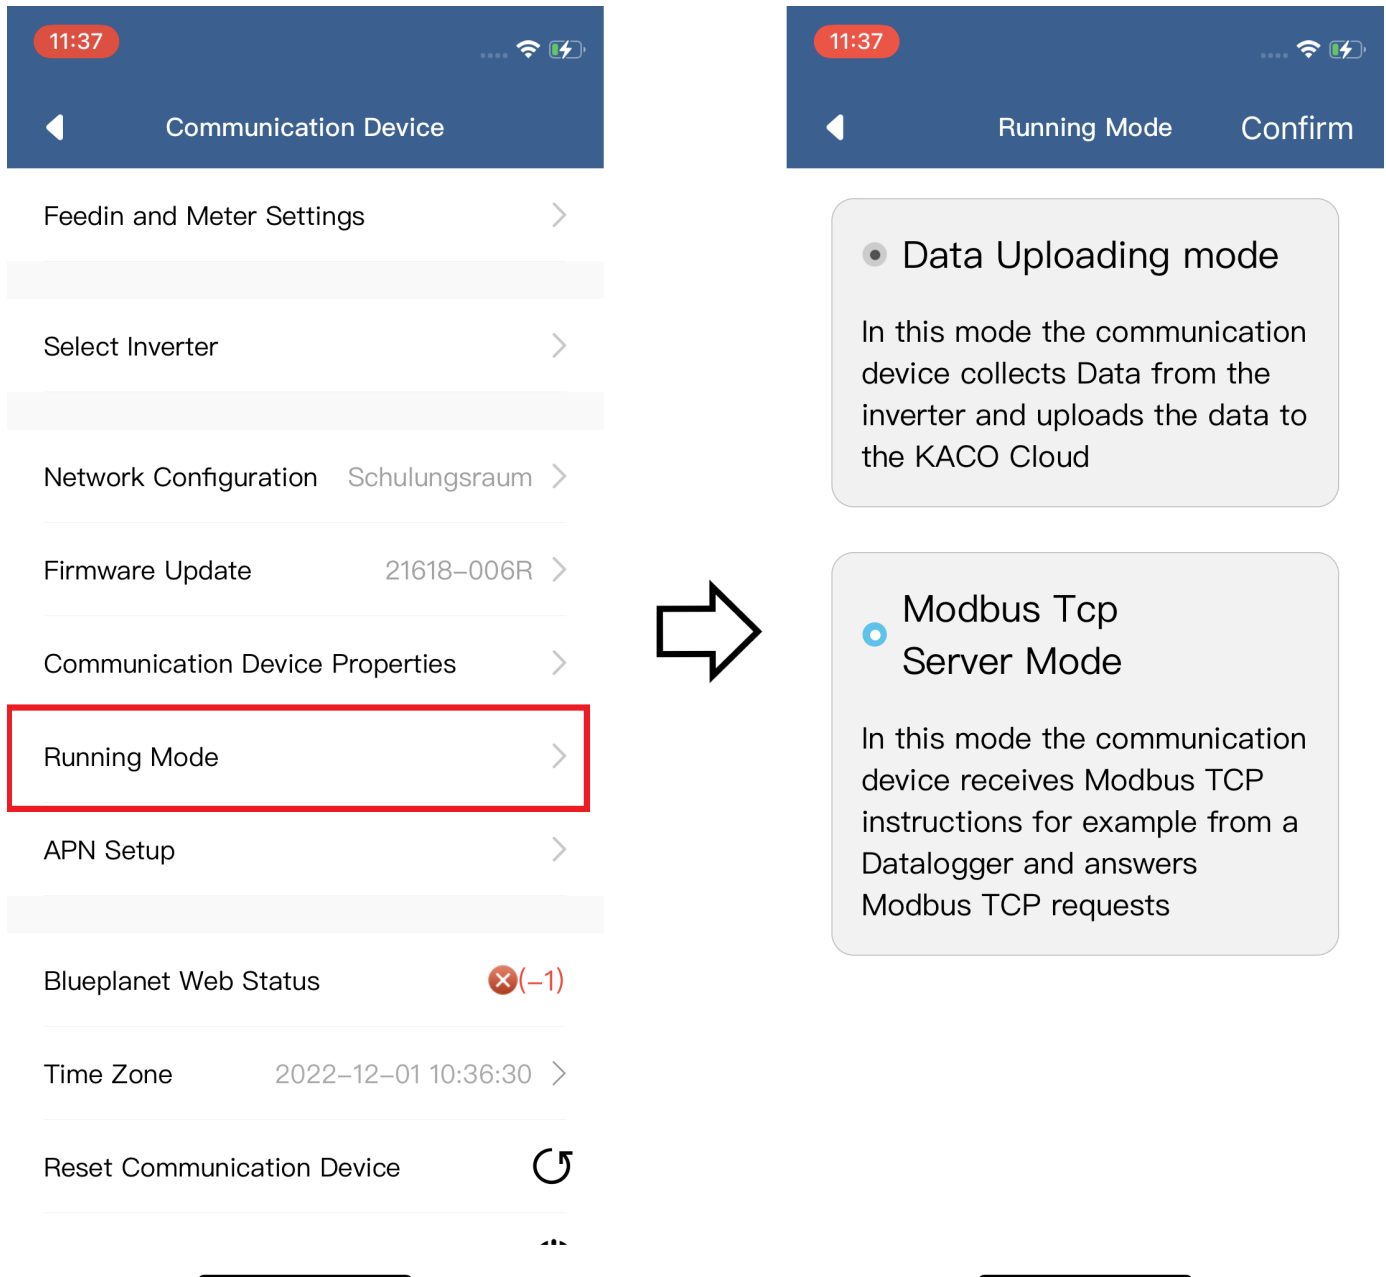 11:37
Communication Device
Feedin and Meter Settings
Select Inverter
Network Configuration Schulungsraum
Firmware Update 21618-006R
Communication Device Properties
Running Mode
APN Setup
Blueplanet Web Status (-1)
Time Zone 2022-12-01 10:36:30
Reset Communication Device
11:37
Running Mode Confirm
Data Uploading mode
In this mode the communication
device collects Data from the
inverter and uploads the data to
the KACO Cloud
Modbus Tcp
Server Mode
In this mode the communication
device receives Modbus TCP
instructions for example from a
Datalogger and answers
Modbus TCP requests